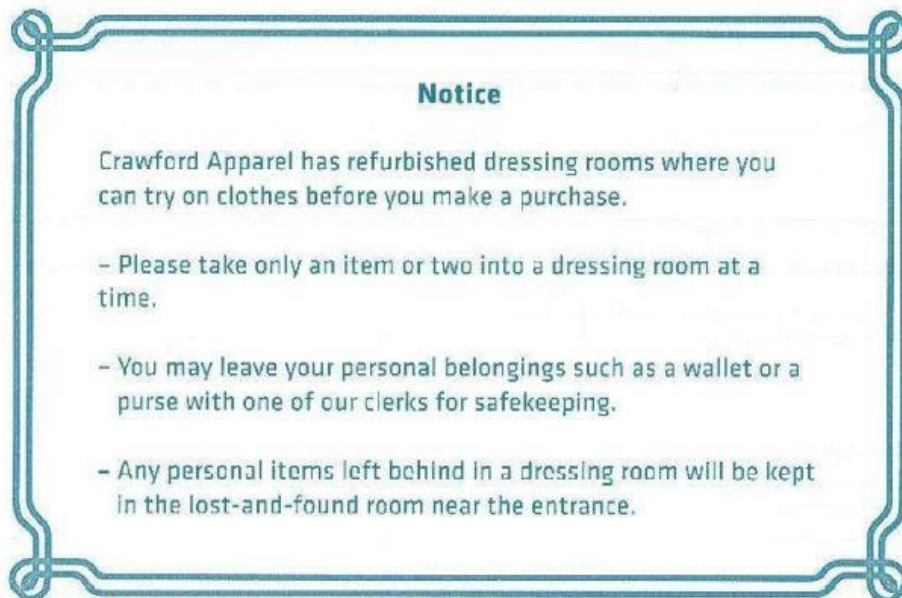 Notice
Crawford Apparel has refurbished dressing rooms where you
can try on clothes before you make a purchase.
– Please take only an item or two into a dressing room at a
time.
– You may leave your personal belongings such as a wallet or a
purse with one of our clerks for safekeeping.
– Any personal items left behind in a dressing room will be kept
in the lost-and-found room near the entrance.